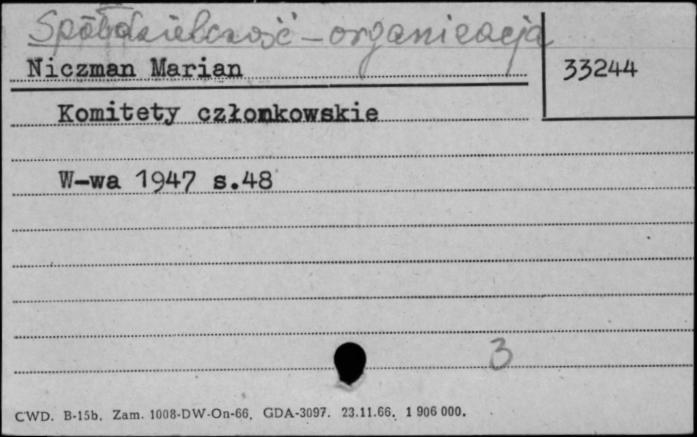 Spółdzielczość - organizacja
Niczman Marian
33244
Komitety członkowskie
W-wa 1947 s.48
3
CWD. B-15b. Zam. 1008-DW-On-66. GDA-3097. 23.11.66. 1 906 000.